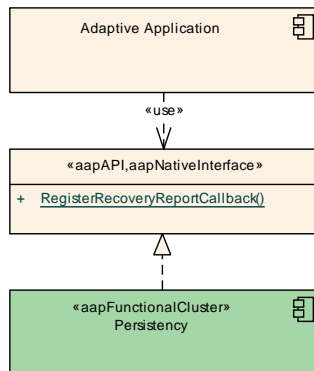 Adaptive Application
«use»
«aapAPI,aapNativeInterface»
+ RegisterRecoveryReportCallback()
«aapFunctionalCluster»
Persistency